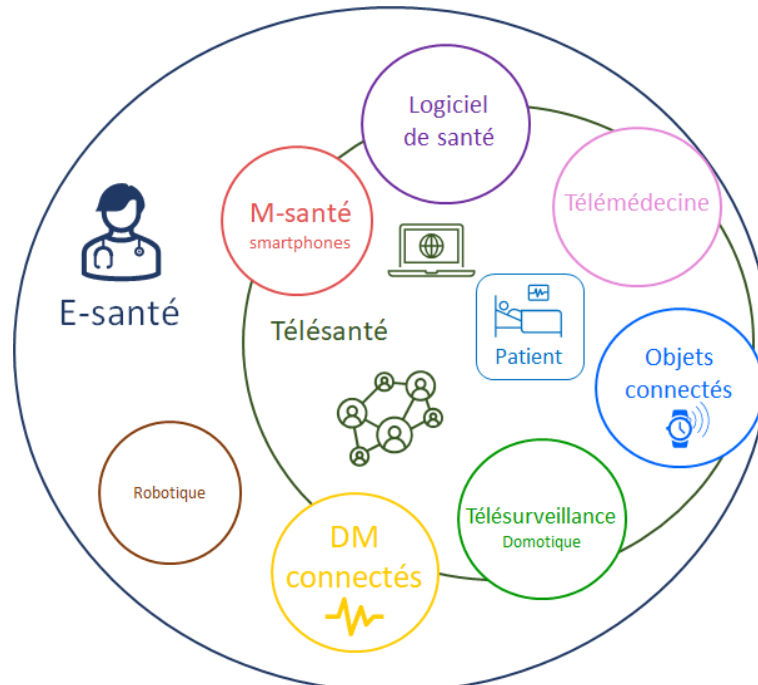 Logiciel
de santé
M-santé
smartphones
Télémédecine
E-santé
Télésanté
Patient
Objets
connectés
Robotique
Télésurveillance
Domotique
DM
connectés